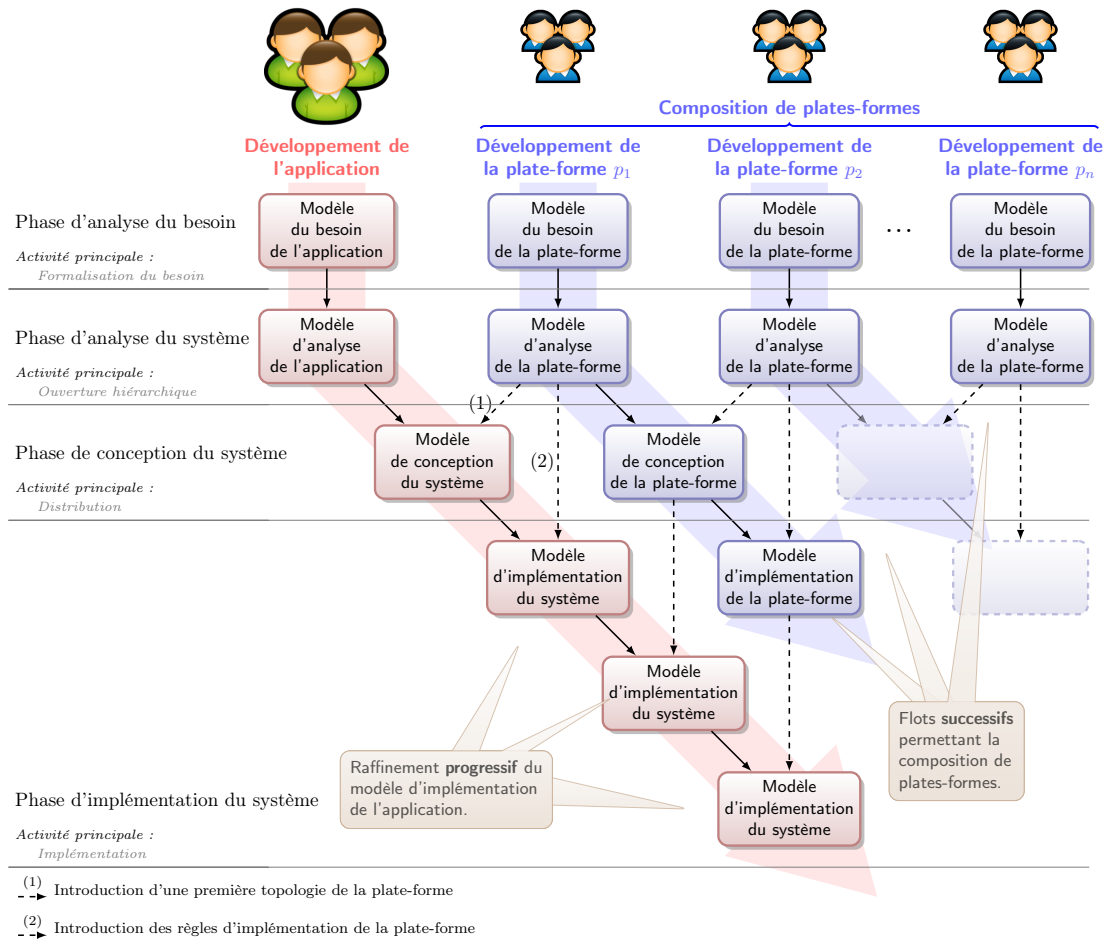 Composition de plates-formes
Développement de
l'application
Développement de
la plate-forme p1
Développement de
la plate-forme p2
Développement de
la plate-forme pn
Phase d'analyse du besoin
Activité principale :
Formalisation du besoin
Modèle
du besoin
de l'application
Modèle
du besoin
de la plate-forme
Modèle
du besoin
de la plate-forme
...
Modèle
du besoin
de la plate-forme
Phase d'analyse du système
Activité principale :
Ouverture hiérarchique
Modèle
d'analyse
de l'application
Modèle
d'analyse
de la plate-forme
Modèle
d'analyse
de la plate-forme
Modèle
d'analyse
de la plate-forme
(1)
(2)
Phase de conception du système
Activité principale :
Distribution
Modèle
de conception
du système
Modèle
de conception
de la plate-forme
Modèle
d'implémentation
du système
Modèle
d'implémentation
de la plate-forme
Modèle
d'implémentation
du système
Flots successifs
permettant la
composition de
plates-formes.
Raffinement progressif du
modèle d'implémentation
de l'application.
Modèle
d'implémentation
du système
Phase d'implémentation du système
Activité principale :
Implémentation
(1) Introduction d'une première topologie de la plate-forme
(2) Introduction des règles d'implémentation de la plate-forme